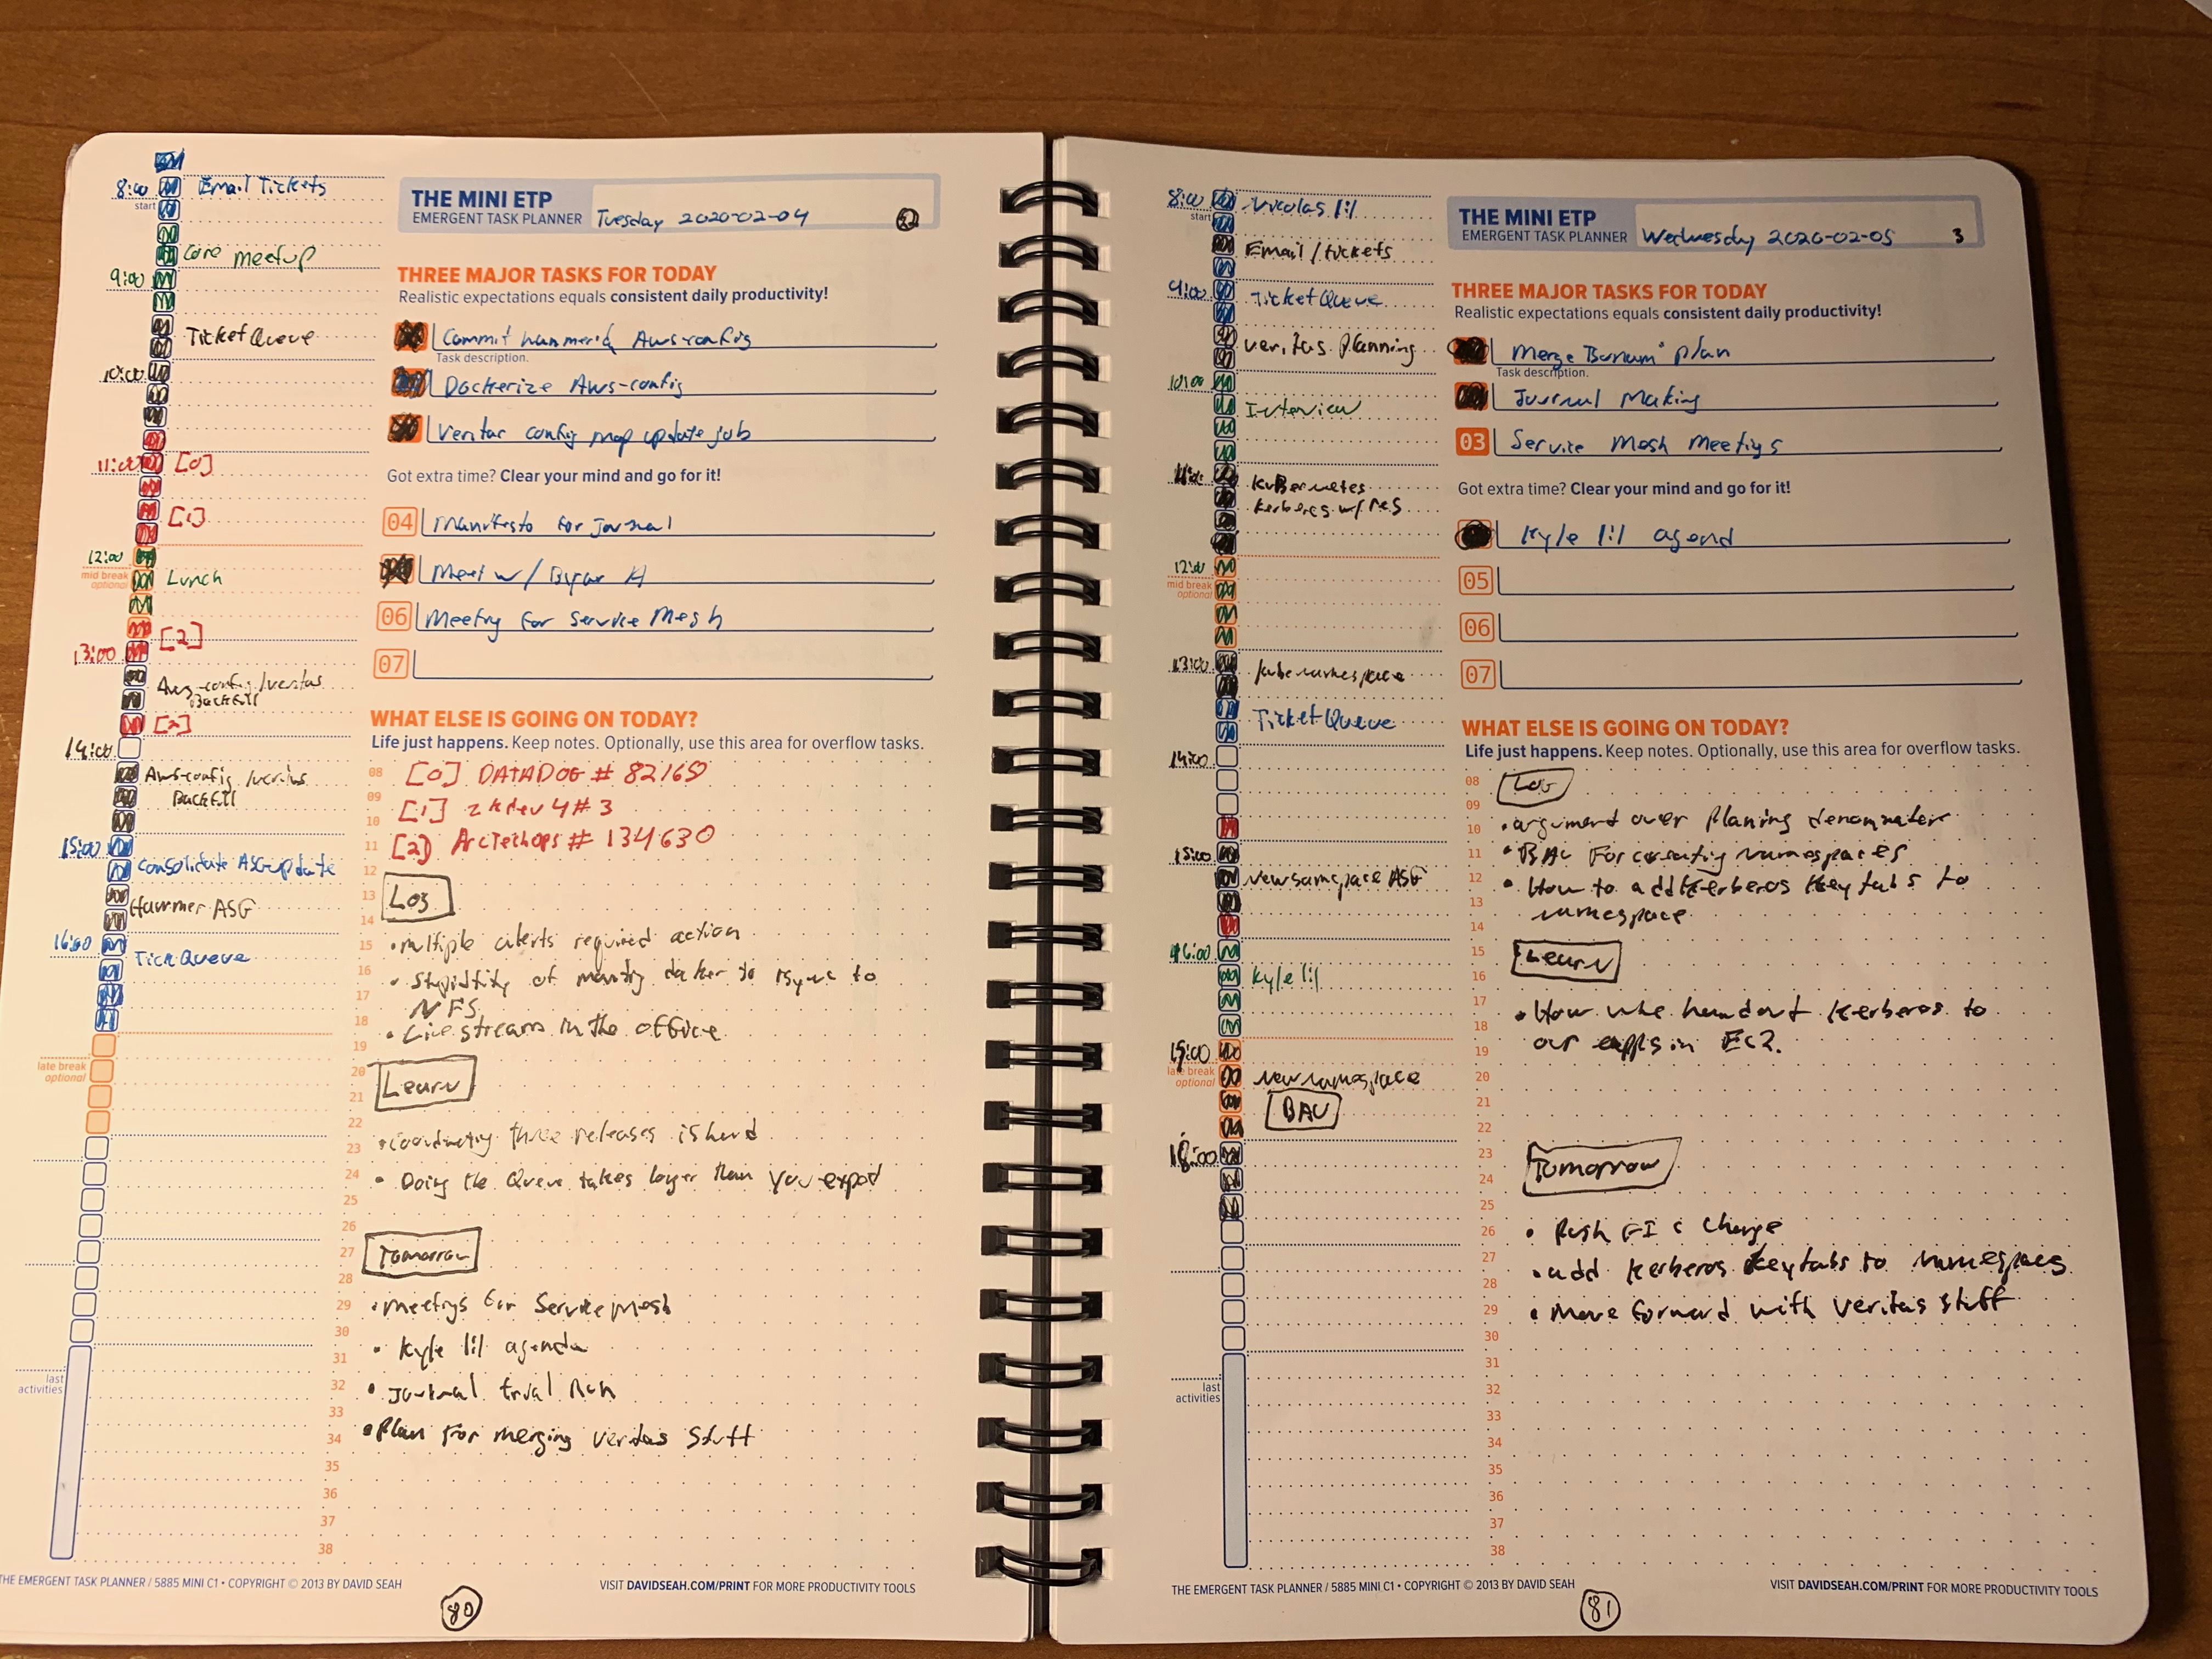 8:00
start
Email Tickets
Core meetup
9:00
Ticket Queue
10:00
11:00 [0]
[1]
12:00
mid break
optional
Lunch
[2]
13:00
Aws-config/veritas
Backfill
[2]
14:00
Aws-config/veritas
Backfill
15:00
Consolidate ASG update
Hammer ASG
16:00
Tick Queue
late break
optional
last
activities
THE MINI ETP
EMERGENT TASK PLANNER
Tuesday 2020-02-04
2
THREE MAJOR TASKS FOR TODAY
Realistic expectations equals consistent daily productivity!
Commit hammer'd Aws-config
Task description.
Dockerize Aws-config
Veritas config map update job
Got extra time? Clear your mind and go for it!
04 Manifesto for Journal
Meet w/
06 Meeting for Service Mesh
07
WHAT ELSE IS GOING ON TODAY?
Life just happens. Keep notes. Optionally, use this area for overflow tasks.
08 [0] DATADOG # 82160
09
10 [1] zkdev4#3
11 [2] ArcTechops # 134630
12
13 Log
14
15 • multiple alerts required action
16 • Stupidity of docker to rsync to
17 NFS
18 • Live streams in the office
19
20 Learn
21
22
23 • Coordinating three releases is hard
24 • Doing the Queue takes longer than you expect
25
26
27 Tomorrow
28
29 • meetings for Service Mesh
30
31 • Kyle 1:1 agenda
32 • Journal trial Run
33
34 • Plan for merging veritas stuff
35
36
37
38
THE EMERGENT TASK PLANNER / 5885 MINI C1 • COPYRIGHT © 2013 BY DAVID SEAH
VISIT DAVIDSEAH.COM/PRINT FOR MORE PRODUCTIVITY TOOLS
80
8:00
start
Nicolas 1:1
Email/tickets
9:00
Ticket Queue
veritas Planning
10:00
Interview
11:00
Kubernetes
Kerberos w/
12:00
mid break
optional
13:00
kube namespace
Ticket Queue
14:00
15:00
New namespace ASG
16:00
Kyle 1:1
late break
optional
new namespace
BAU
18:00
last
activities
THE MINI ETP
EMERGENT TASK PLANNER
Wednesday 2020-02-05
3
THREE MAJOR TASKS FOR TODAY
Realistic expectations equals consistent daily productivity!
Merge plan
Task description.
Journal Making
03 Service Mesh Meetings
Got extra time? Clear your mind and go for it!
Kyle 1:1 agend
05
06
07
WHAT ELSE IS GOING ON TODAY?
Life just happens. Keep notes. Optionally, use this area for overflow tasks.
08 Log
09
10 • argument over Planing
11 • BAU For creating namespaces
12 • How to add Kerberos Keytabs to
13 namespace
14
15 Learn
16
17 • How we handout Kerberos to
18
19 our apps in EC2.
20
21
22
23 Tomorrow
24
25
26 • Push Change
27 • add Kerberos Keytabs to namespaces
28
29 • Move forward with veritas stuff
30
31
32
33
34
35
36
37
38
THE EMERGENT TASK PLANNER / 5885 MINI C1 • COPYRIGHT © 2013 BY DAVID SEAH
VISIT DAVIDSEAH.COM/PRINT FOR MORE PRODUCTIVITY TOOLS
81